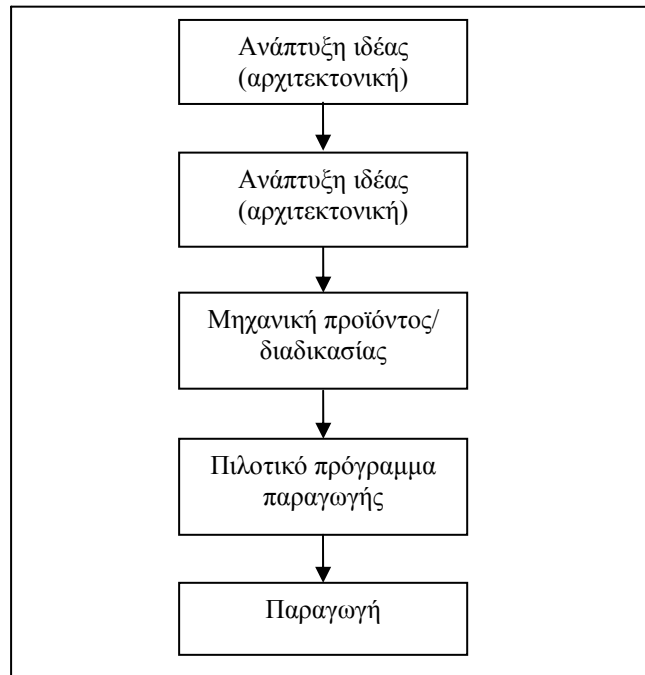 Ανάπτυξη ιδέας
(αρχιτεκτονική)
Ανάπτυξη ιδέας
(αρχιτεκτονική)
Μηχανική προϊόντος/
διαδικασίας
Πιλοτικό πρόγραμμα
παραγωγής
Παραγωγή